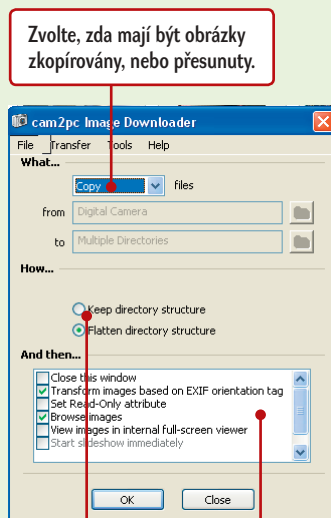 Zvolte, zda mají být obrázky
zkopírovány, nebo přesunuty.
cam2pc Image Downloader
File Transfer Tools Help
What...
Copy files
from Digital Camera
to Multiple Directories
How...
Keep directory structure
Flatten directory structure
And then...
Close this window
Transform images based on EXIF orientation tag
Set Read-Only attribute
Browse images
View images in internal full-screen viewer
Start slideshow immediately
OK Close